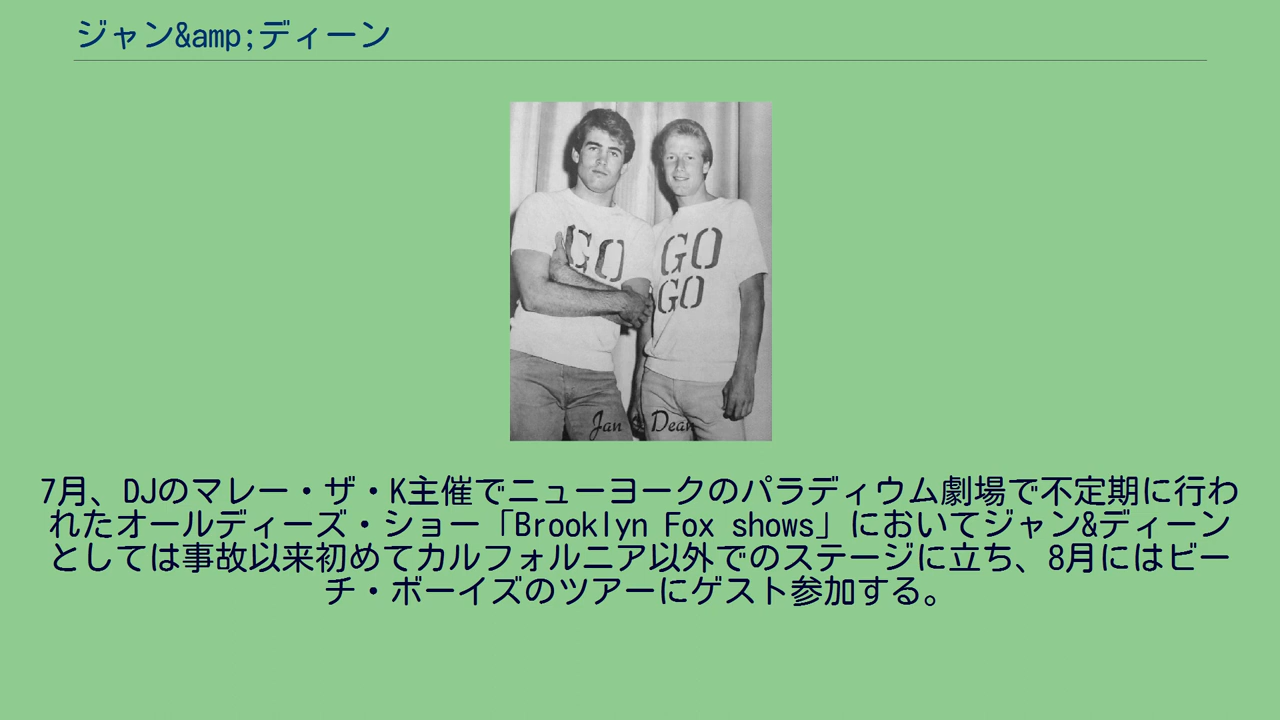 ジャン&amp;ディーン
GO
GO
GO
Jan & Dean
7月、DJのマレー・ザ・K主催でニューヨークのパラディウム劇場で不定期に行わ
れたオールディーズ・ショー「Brooklyn Fox shows」においてジャン&ディーン
としては事故以来初めてカルフォルニア以外でのステージに立ち、8月にはビー
チ・ボーイズのツアーにゲスト参加する。